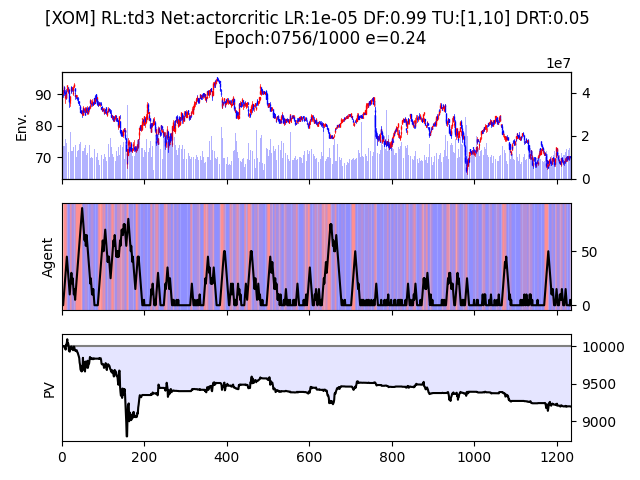 [XOM] RL:td3 Net:actorcritic LR:1e-05 DF:0.99 TU:[1,10] DRT:0.05
Epoch:0756/1000 e=0.24
1e7
90
80
70
Env.
4
2
0
Agent
50
0
PV
10000
9500
9000
0 200 400 600 800 1000 1200